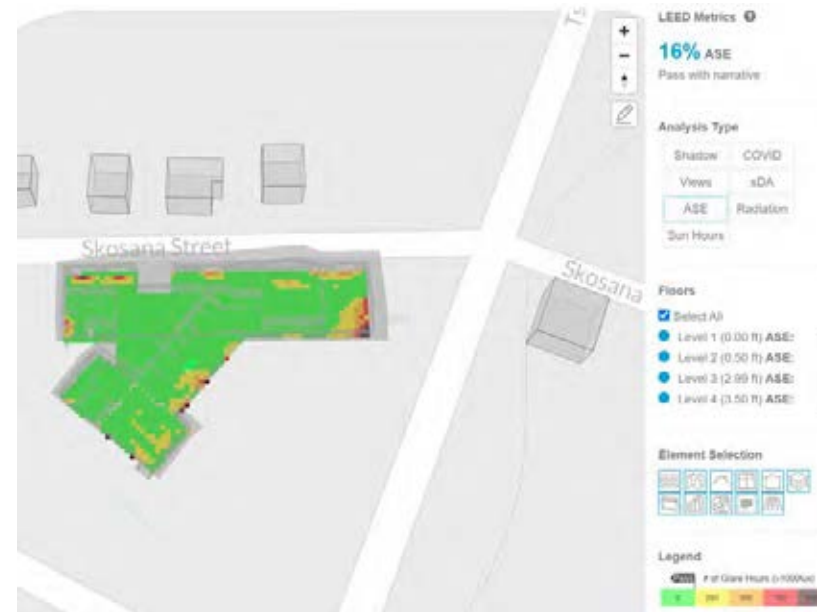 Skosana Street
Skosana
+
−
LEED Metrics
16% ASE
Pass with narrative
Analysis Type
Shadow COVID
Views sDA
ASE Radiation
Sun Hours
Floors
Select All
Level 1 (0.00 ft) ASE:
Level 2 (0.50 ft) ASE:
Level 3 (2.99 ft) ASE:
Level 4 (3.50 ft) ASE:
Element Selection
Legend
# of Glare Hours (>1000lux)
0